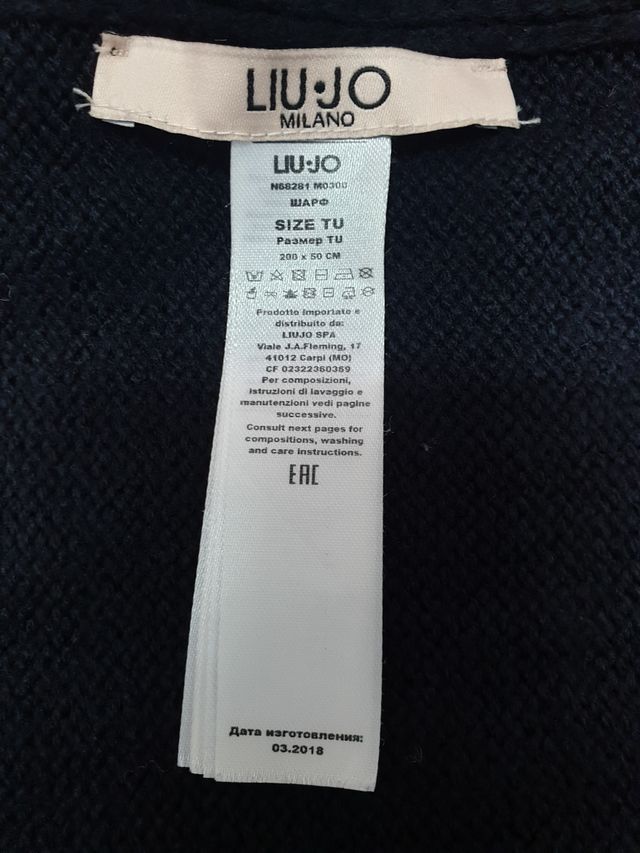 LIU·JO
MILANO
LIU·JO
N68281 M0300
ШАРФ
SIZE TU
Размер TU
200 x 50 CM
Prodotto importato e
distribuito da:
LIUJO SPA
Viale J.A.Fleming, 17
41012 Carpi (MO)
CF 02322360369
Per composizioni,
istruzioni di lavaggio e
manutenzioni vedi pagine
successive.
Consult next pages for
compositions, washing
and care instructions.
EAC
Дата изготовления:
03.2018